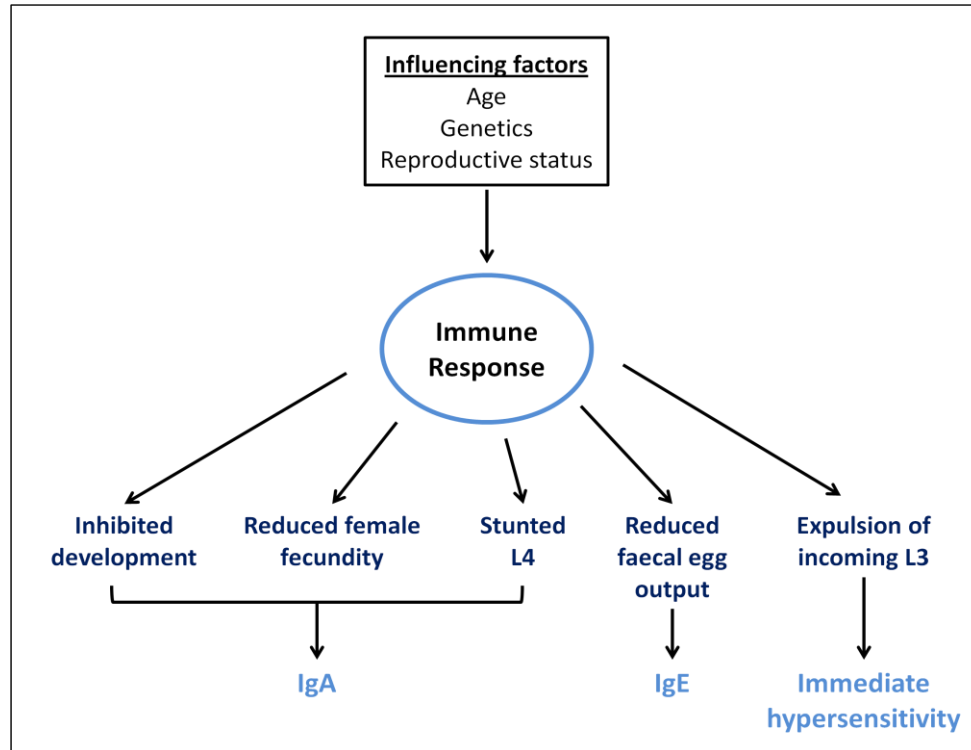 Influencing factors
Age
Genetics
Reproductive status
Immune
Response
Inhibited
development
Reduced female
fecundity
Stunted
L4
Reduced
faecal egg
output
Expulsion of
incoming L3
IgA
IgE
Immediate
hypersensitivity